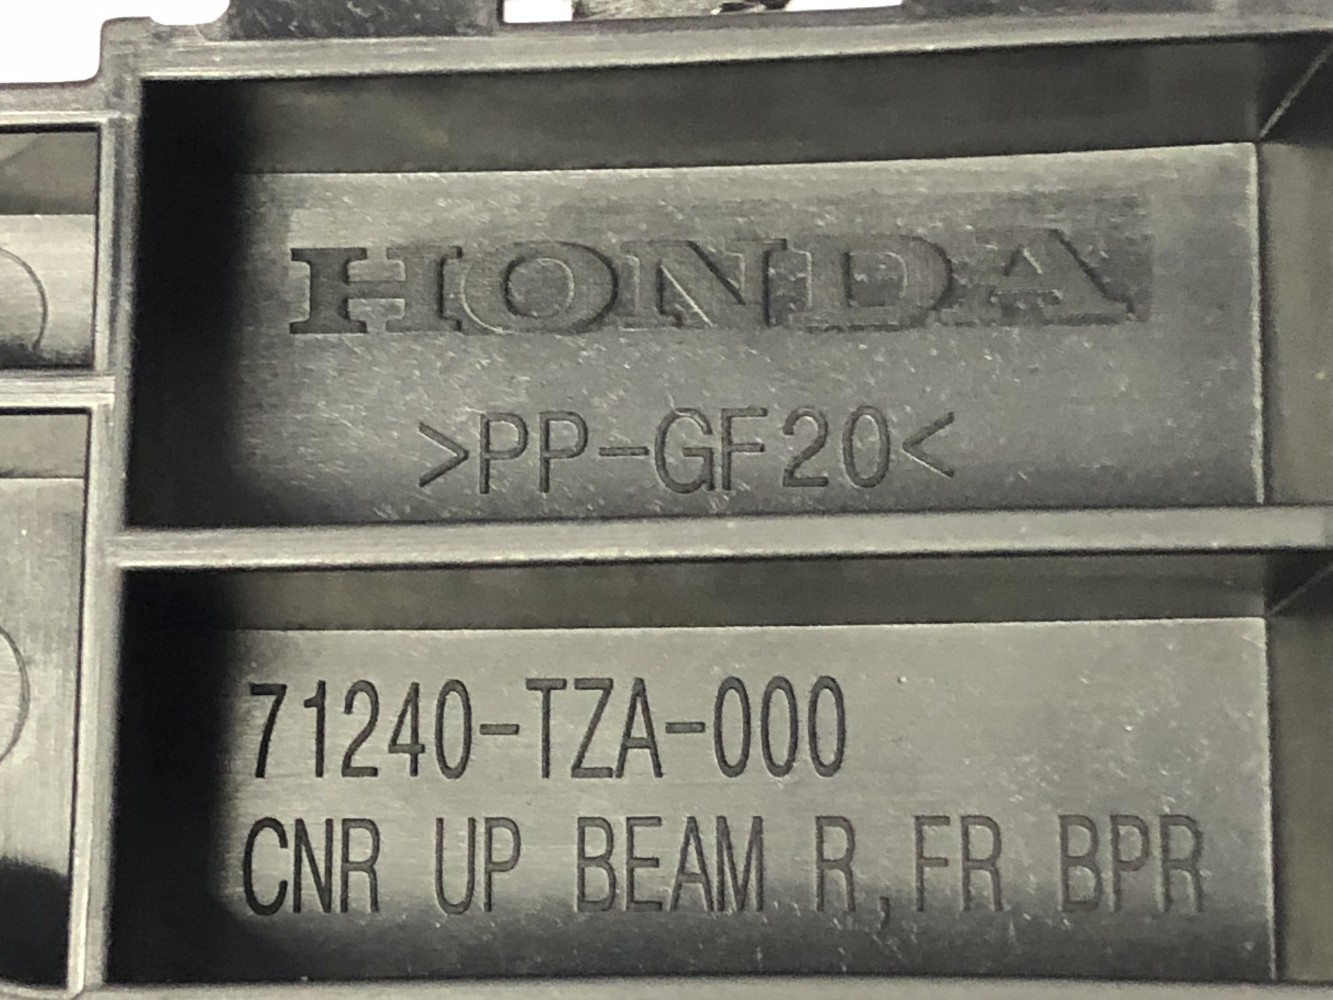 HONDA
>PP-GF20<
71240-TZA-000
CNR UP BEAM R,FR BPR